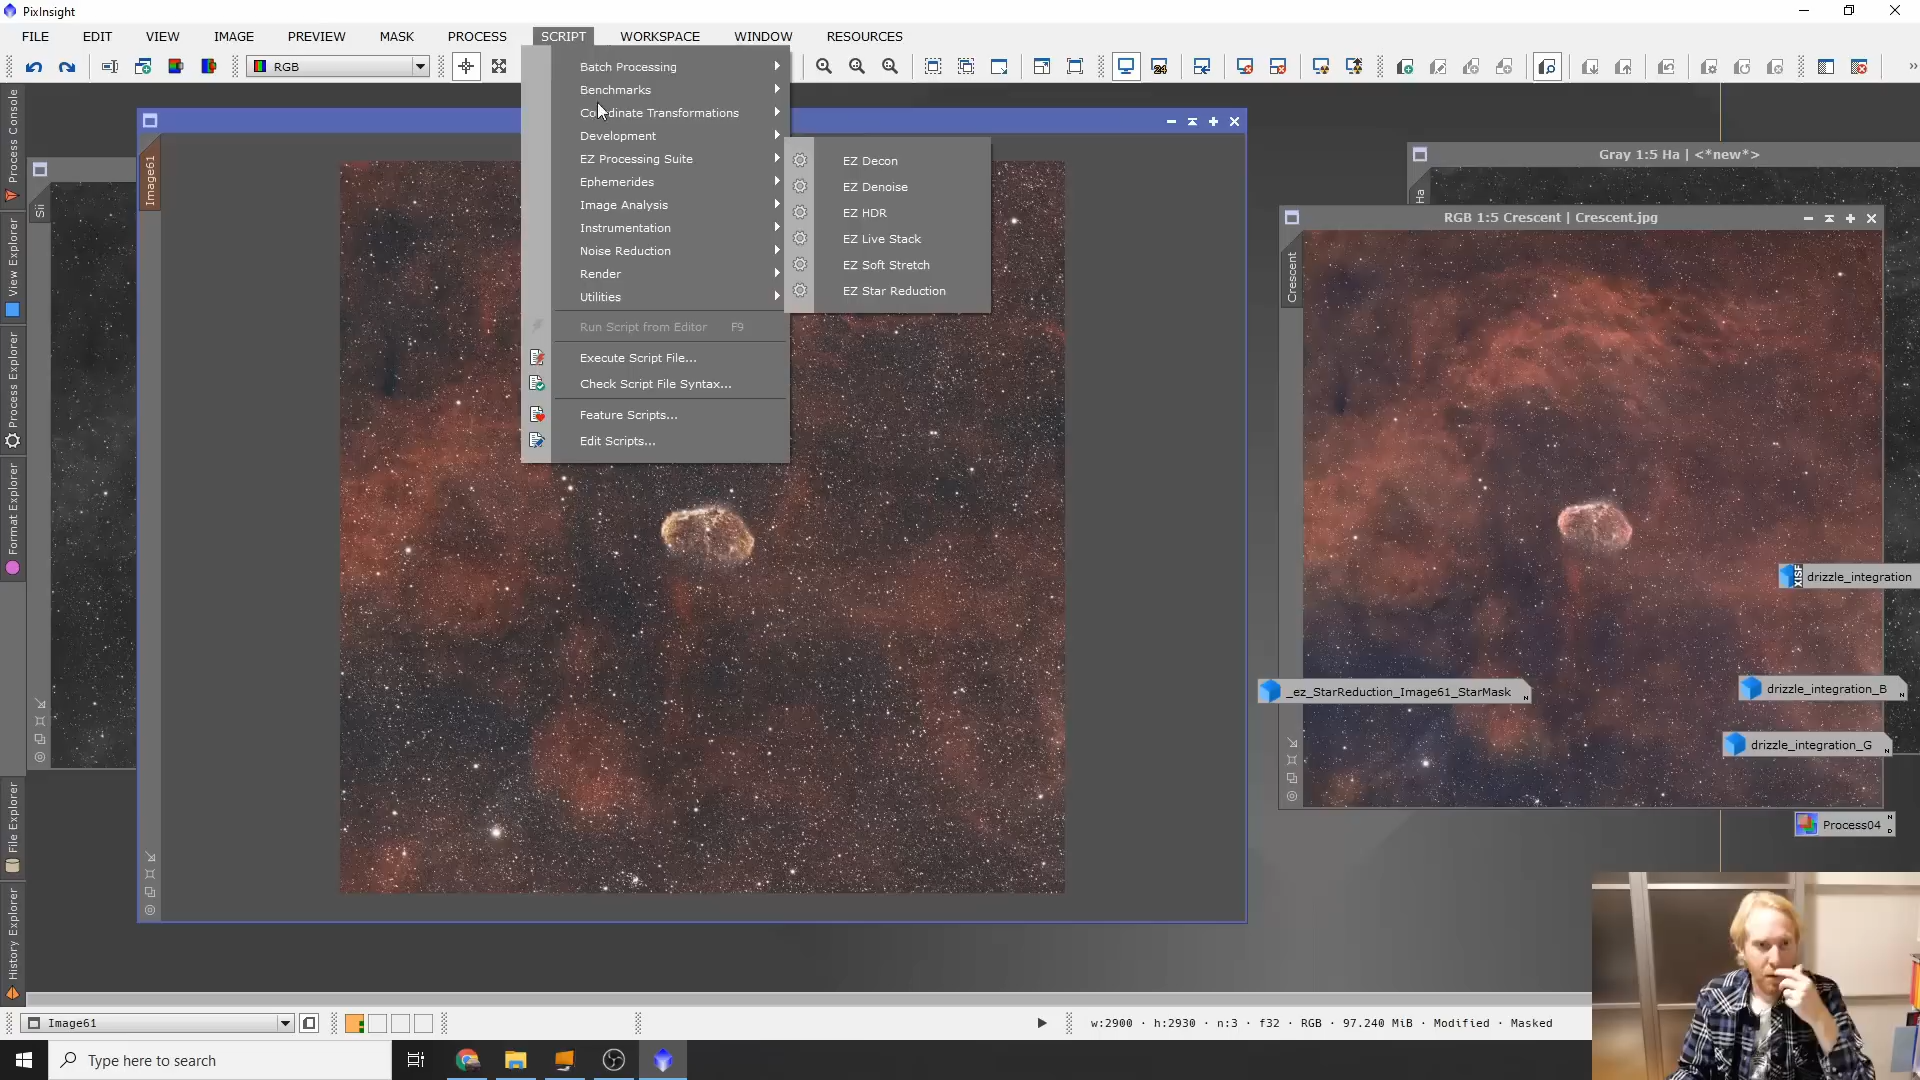 PixInsight
FILE EDIT VIEW IMAGE PREVIEW MASK PROCESS SCRIPT WORKSPACE WINDOW RESOURCES
RGB
24
Batch Processing
Benchmarks
Coordinate Transformations
Development
EZ Processing Suite
Ephemerides
Image Analysis
Instrumentation
Noise Reduction
Render
Utilities
Run Script from Editor F9
Execute Script File...
Check Script File Syntax...
Feature Scripts...
Edit Scripts...
EZ Decon
EZ Denoise
EZ HDR
EZ Live Stack
EZ Soft Stretch
EZ Star Reduction
Process Console
View Explorer
Process Explorer
Format Explorer
File Explorer
History Explorer
Sii
Image61
Gray 1:5 Ha | <*new*>
Ha
RGB 1:5 Crescent | Crescent.jpg
Crescent
XISF
drizzle_integration
_ez_StarReduction_Image61_StarMask
N
drizzle_integration_B
N
drizzle_integration_G
N
Process04
N
D
Image61
w:2900 · h:2930 · n:3 · f32 · RGB · 97.240 MiB · Modified · Masked
Type here to search